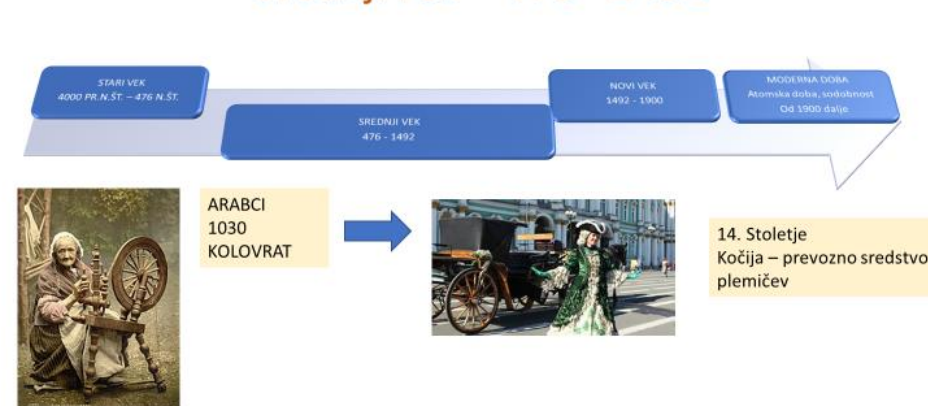 STARI VEK
4000 PR.N.ŠT. – 476 N.ŠT.
SREDNJI VEK
476 - 1492
NOVI VEK
1492 - 1900
MODERNA DOBA
Atomska doba, sodobnost
Od 1900 dalje
ARABCI
1030
KOLOVRAT
14. Stoletje
Kočija – prevozno sredstvo
plemičev